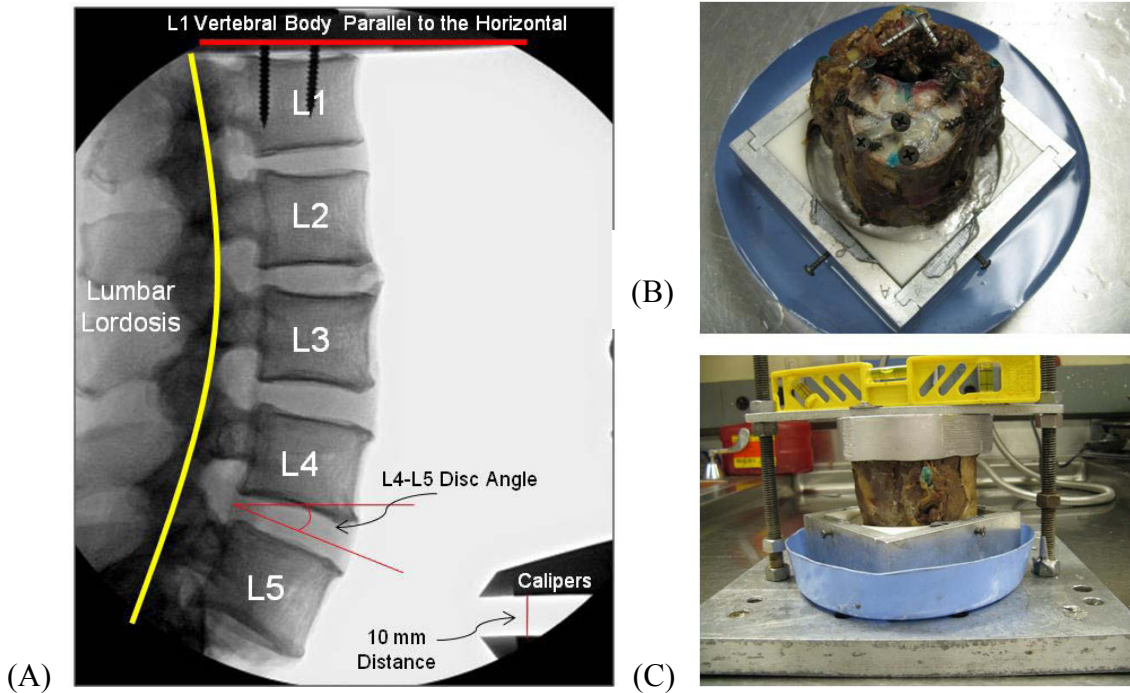 L1 Vertebral Body Parallel to the Horizontal
L1
L2
Lumbar
Lordosis
L3
L4
L4-L5 Disc Angle
L5
Calipers
10 mm
Distance
(A)
(B)
A
(C)